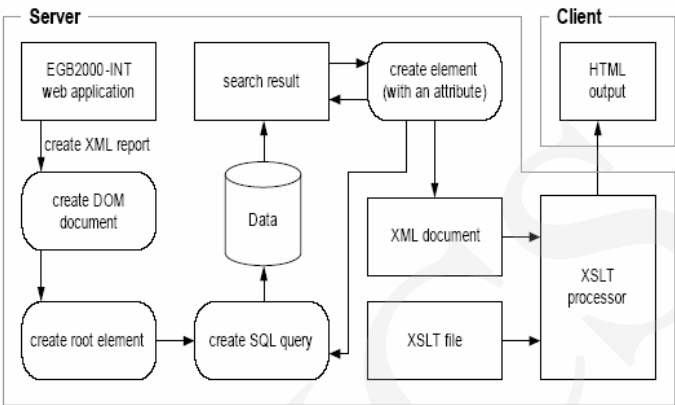 Server
Client
EGB2000-INT
web application
search result
create element
(with an attribute)
HTML
output
create XML report
create DOM
document
Data
XML document
XSLT
processor
create root element
create SQL query
XSLT file